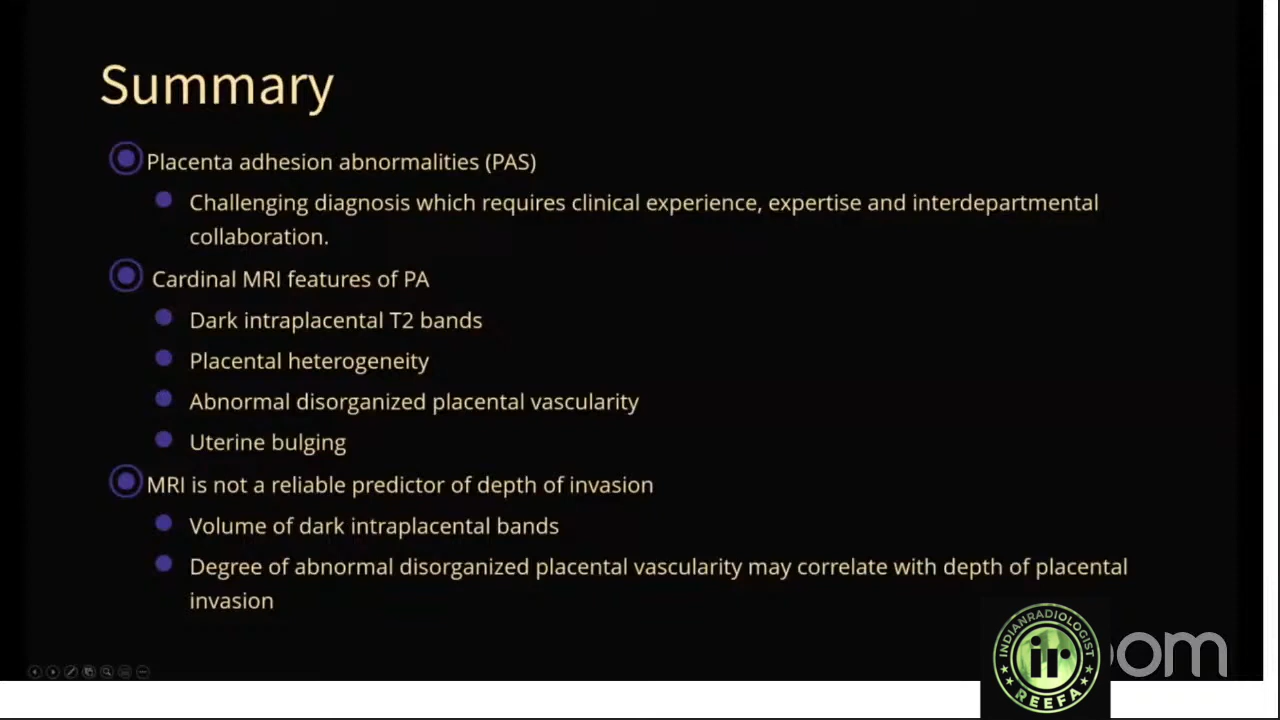 Summary
Placenta adhesion abnormalities (PAS)
Challenging diagnosis which requires clinical experience, expertise and interdepartmental
collaboration.
Cardinal MRI features of PA
Dark intraplacental T2 bands
Placental heterogeneity
Abnormal disorganized placental vascularity
Uterine bulging
MRI is not a reliable predictor of depth of invasion
Volume of dark intraplacental bands
Degree of abnormal disorganized placental vascularity may correlate with depth of placental
invasion
INDIANRADIOLOGIST
ir
REEFA
oom